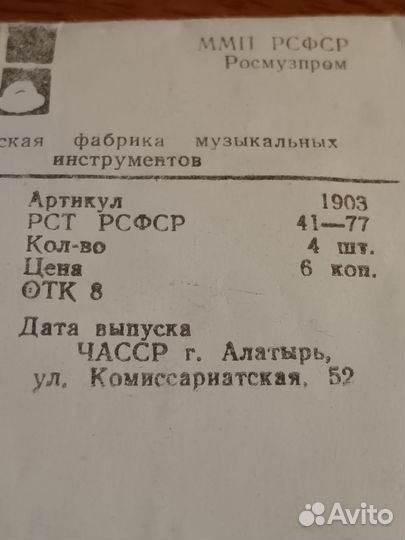 ММП РСФСР
Росмузпром
ская фабрика музыкальных
инструментов
Артикул 1903
РСТ РСФСР 41—77
Кол-во 4 шт.
Цена 6 коп.
ОТК 8
Дата выпуска
ЧАССР г. Алатырь,
ул. Комиссариатская, 52
Avito